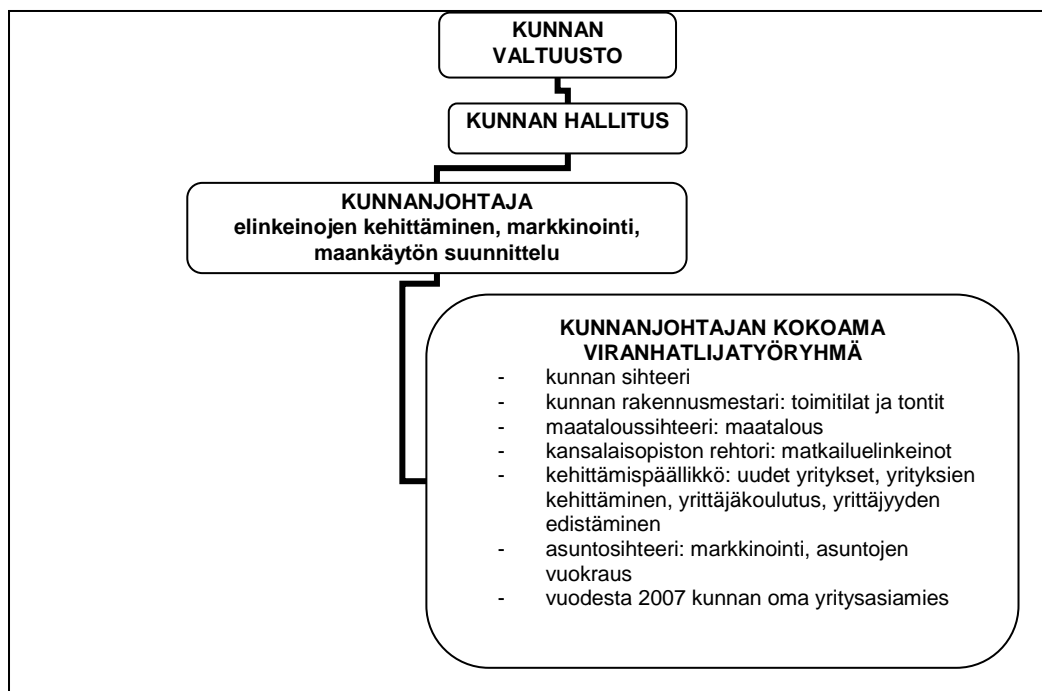 KUNNAN
VALTUUSTO
KUNNAN HALLITUS
KUNNANJOHTAJA
elinkeinojen kehittäminen, markkinointi,
maankäytön suunnittelu
KUNNANJOHTAJAN KOKOAMA
VIRANHATLIJATYÖRYHMÄ
- kunnan sihteeri
- kunnan rakennusmestari: toimitilat ja tontit
- maataloussihteeri: maatalous
- kansalaisopiston rehtori: matkailuelinkeinot
- kehittämispäällikkö: uudet yritykset, yrityksien
kehittäminen, yrittäjäkoulutus, yrittäjyyden
edistäminen
- asuntosihteeri: markkinointi, asuntojen
vuokraus
- vuodesta 2007 kunnan oma yritysasiamies